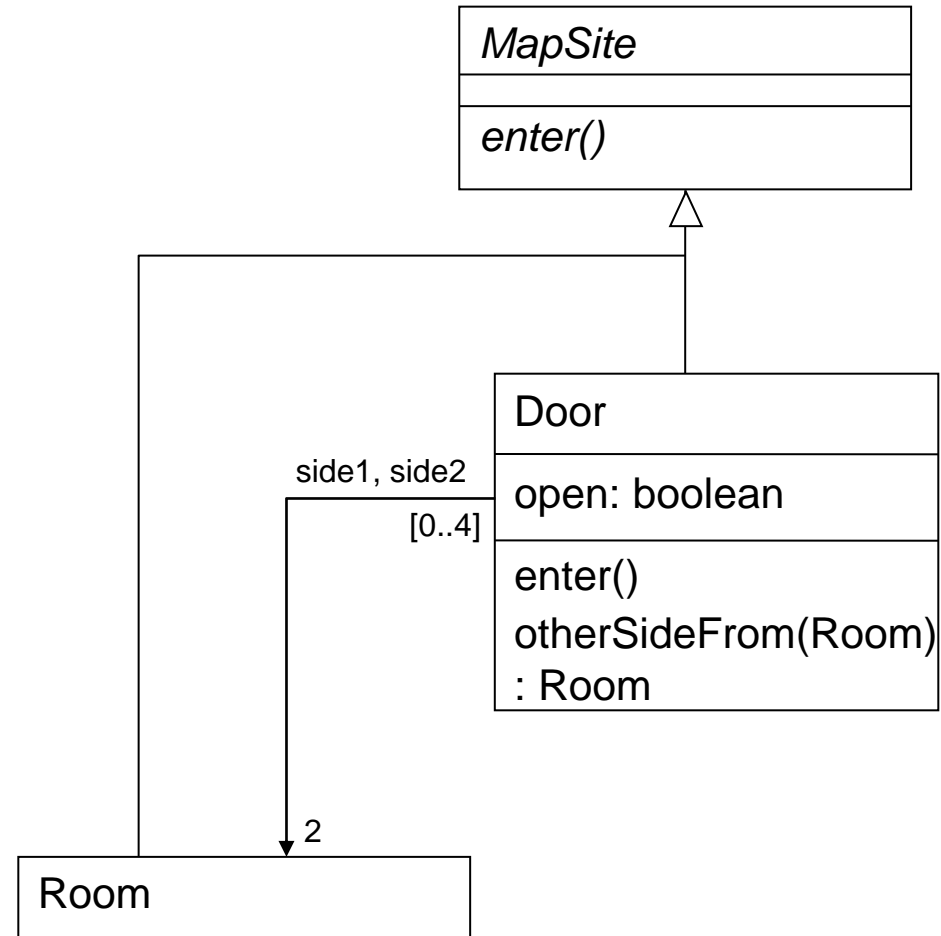 MapSite
enter()
Door
side1, side2
open: boolean
[0..4]
enter()
otherSideFrom(Room)
: Room
2
Room